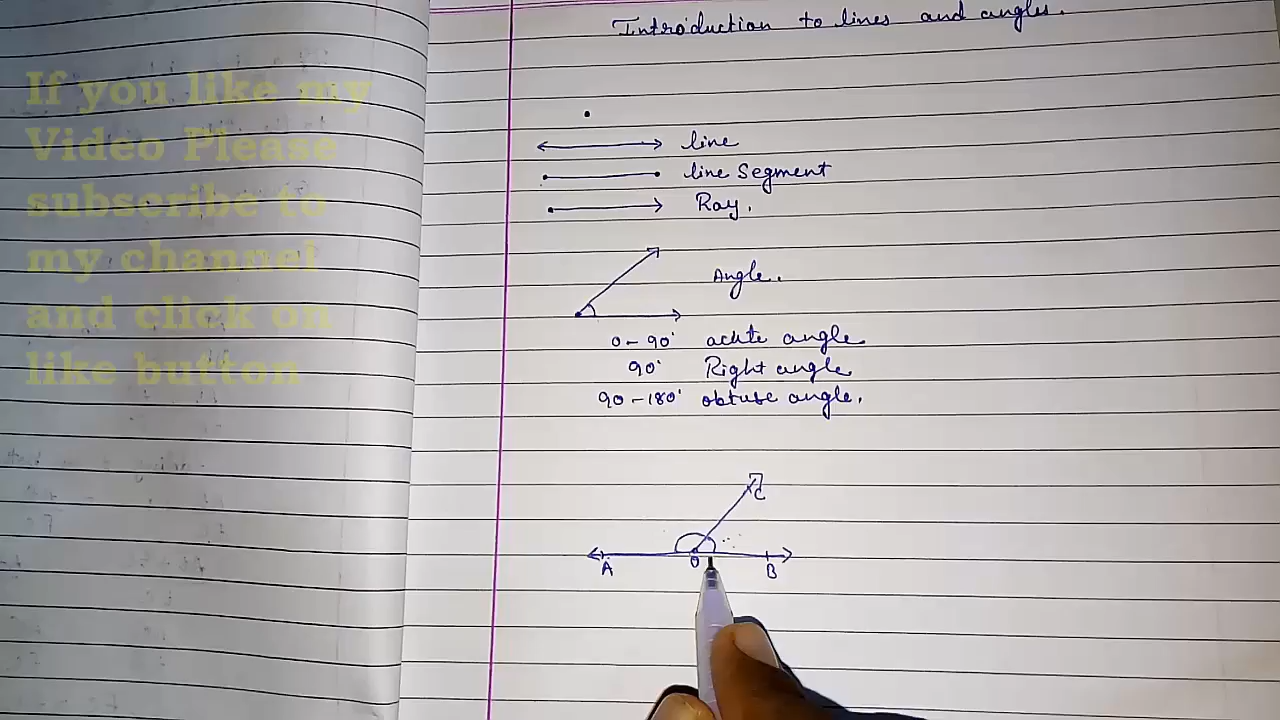 Introduction to lines and angles.
If you like my
Video Please
subscribe to
my channel
and click on
like button
line
line Segment
Ray.
Angle.
0 - 90° acute angle
90° Right angle
90 - 180° obtuse angle.
C
A O B